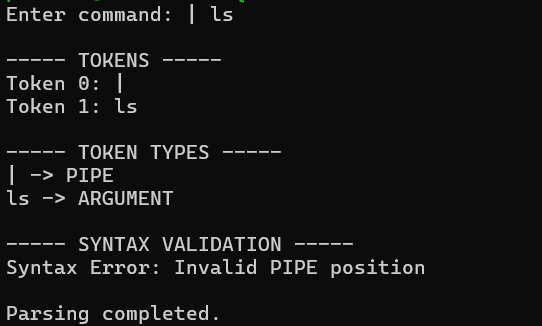 Enter command: | ls
----- TOKENS -----
Token 0: |
Token 1: ls
----- TOKEN TYPES -----
| -> PIPE
ls -> ARGUMENT
----- SYNTAX VALIDATION -----
Syntax Error: Invalid PIPE position
Parsing completed.